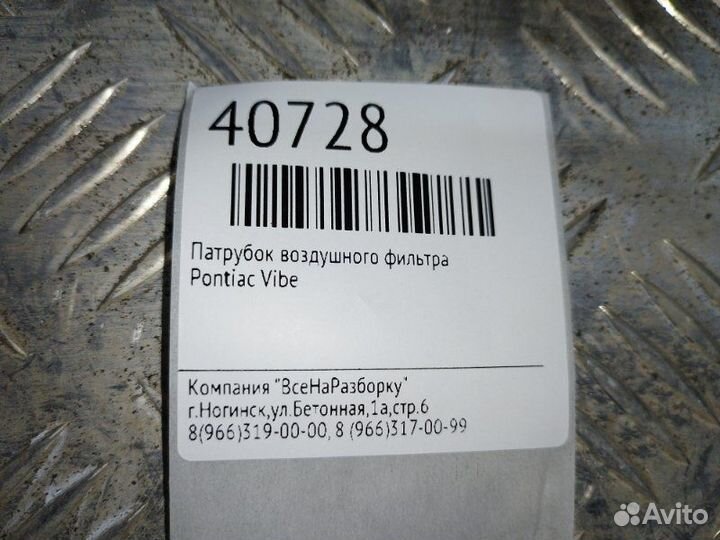 40728
Патрубок воздушного фильтра
Pontiac Vibe
Компания "ВсеНаРазборку"
г.Ногинск,ул.Бетонная,1а,стр.6
8(966)319-00-00, 8 (966)317-00-99
Avito